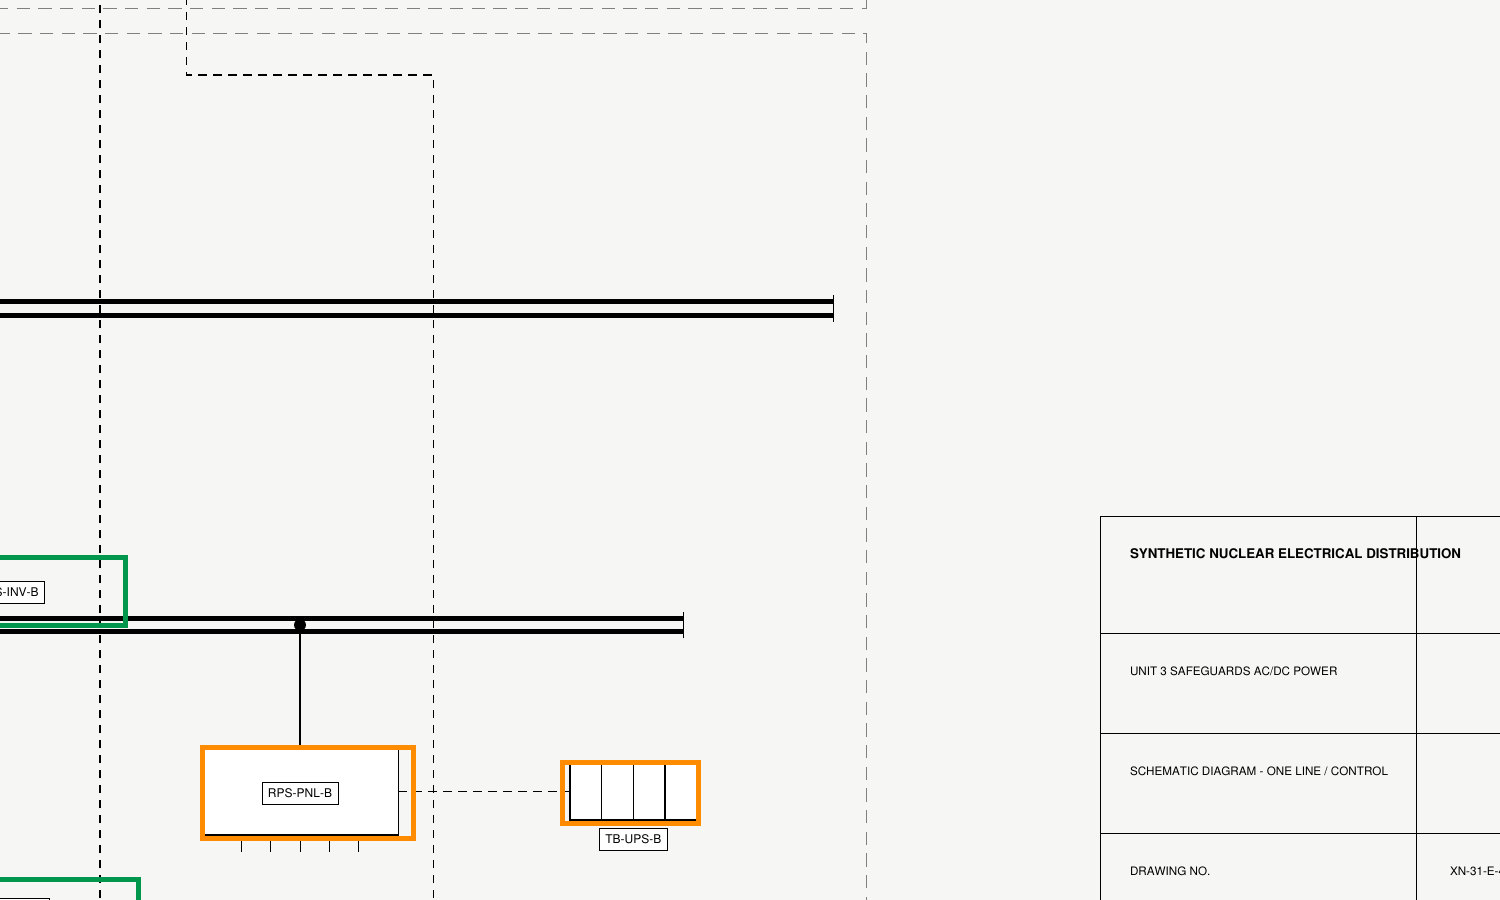 SYNTHETIC NUCLEAR ELECTRICAL DISTRIBUTION
S-INV-B
UNIT 3 SAFEGUARDS AC/DC POWER
SCHEMATIC DIAGRAM - ONE LINE / CONTROL
RPS-PNL-B
TB-UPS-B
DRAWING NO. XN-31-E-